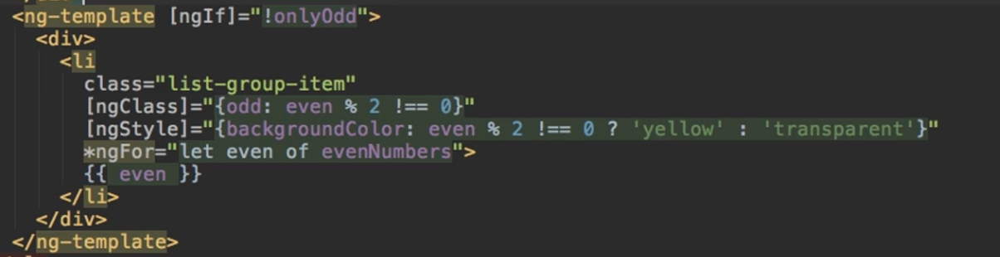 <ng-template [ngIf]="!onlyOdd">
<div>
<li
class="list-group-item"
[ngClass]="{odd: even % 2 !== 0}"
[ngStyle]="{backgroundColor: even % 2 !== 0 ? 'yellow' : 'transparent'}"
*ngFor="let even of evenNumbers">
{{ even }}
</li>
</div>
</ng-template>